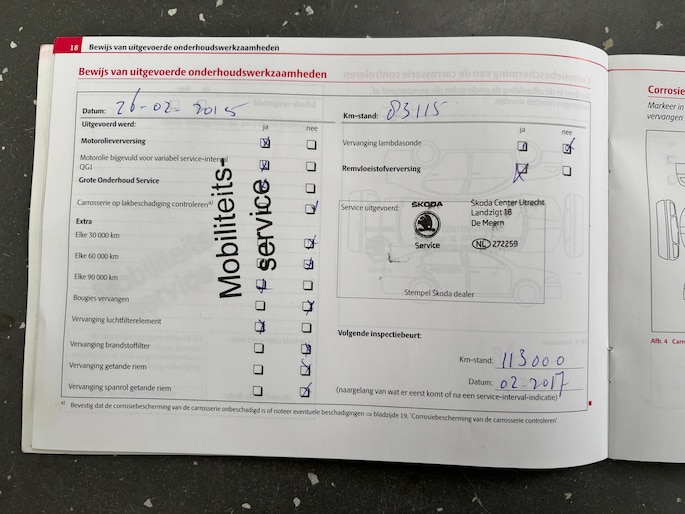 18 Bewijs van uitgevoerde onderhoudswerkzaamheden
Bewijs van uitgevoerde onderhoudswerkzaamheden
Datum: 26-02-2015
Uitgevoerd werd: ja nee
Motorolieverversing
Motorolie bijgevuld voor variabel service-interval
QG1
Grote Onderhoud Service
Carrosserie op lakbeschadiging controleren a)
Extra
Elke 30 000 km
Elke 60 000 km
Elke 90 000 km
Bougies vervangen
Vervanging luchtfilterelement
Vervanging brandstoffilter
Vervanging getande riem
Vervanging spanrol getande riem
Mobiliteits-
service
Km-stand: 83115
ja nee
Vervanging lambdasonde
Remvloeistofverversing
Service uitgevoerd:
SKODA
Service
Škoda Center Utrecht
Landzigt 18
De Meern
NL 272259
Stempel Škoda dealer
Volgende inspectiebeurt:
Km-stand: 113000
Datum: 02-2017
(naargelang van wat er eerst komt of na een service-interval-indicatie)
a) Bevestig dat de corrosiebescherming van de carrosserie onbeschadigd is of noteer eventuele beschadigingen ⇒ bladzijde 19, 'Corrosiebescherming van de carrosserie controleren'.
Corrosie
Markeer in
vervangen
Afb. 4 Carr